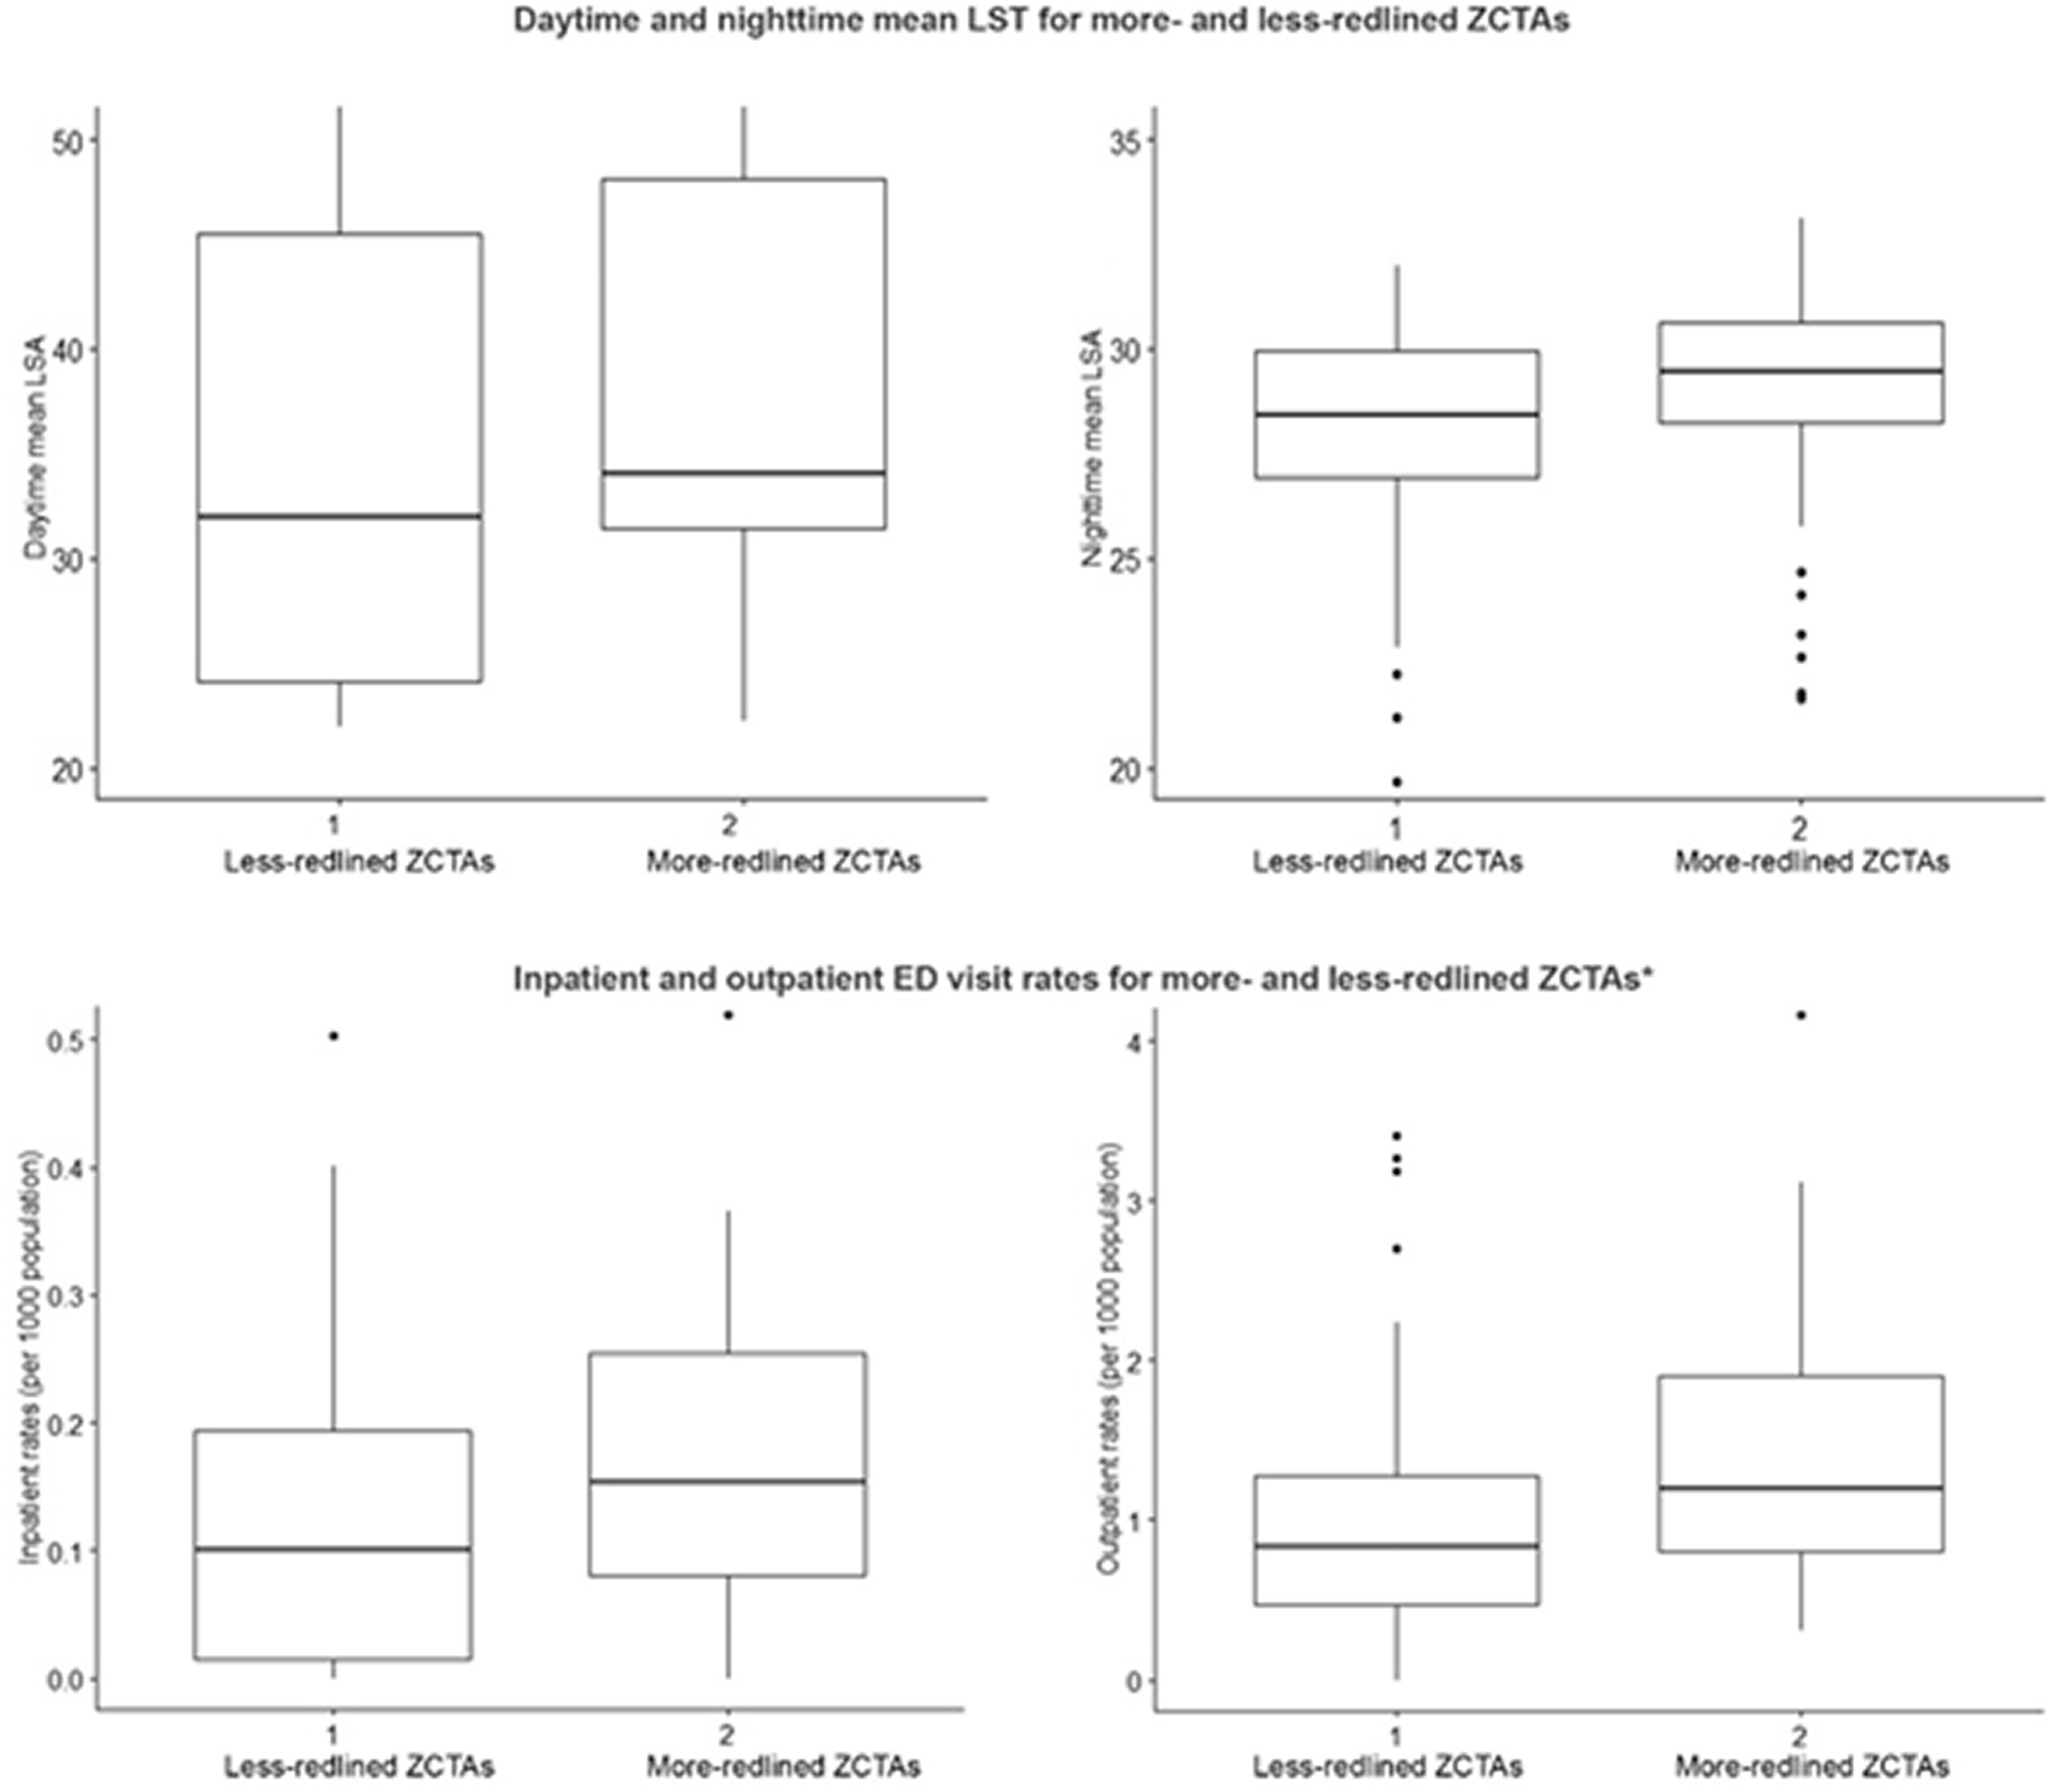 Daytime and nighttime mean LST for more- and less-redlined ZCTAs
Daytime mean LSA
50
40
30
20
1
2
Less-redlined ZCTAs
More-redlined ZCTAs
Nighttime mean LSA
35
30
25
20
1
2
Less-redlined ZCTAs
More-redlined ZCTAs
Inpatient and outpatient ED visit rates for more- and less-redlined ZCTAs*
Inpatient rates (per 1000 population)
0.5
0.4
0.3
0.2
0.1
0.0
1
2
Less-redlined ZCTAs
More-redlined ZCTAs
Outpatient rates (per 1000 population)
4
3
2
1
0
1
2
Less-redlined ZCTAs
More-redlined ZCTAs